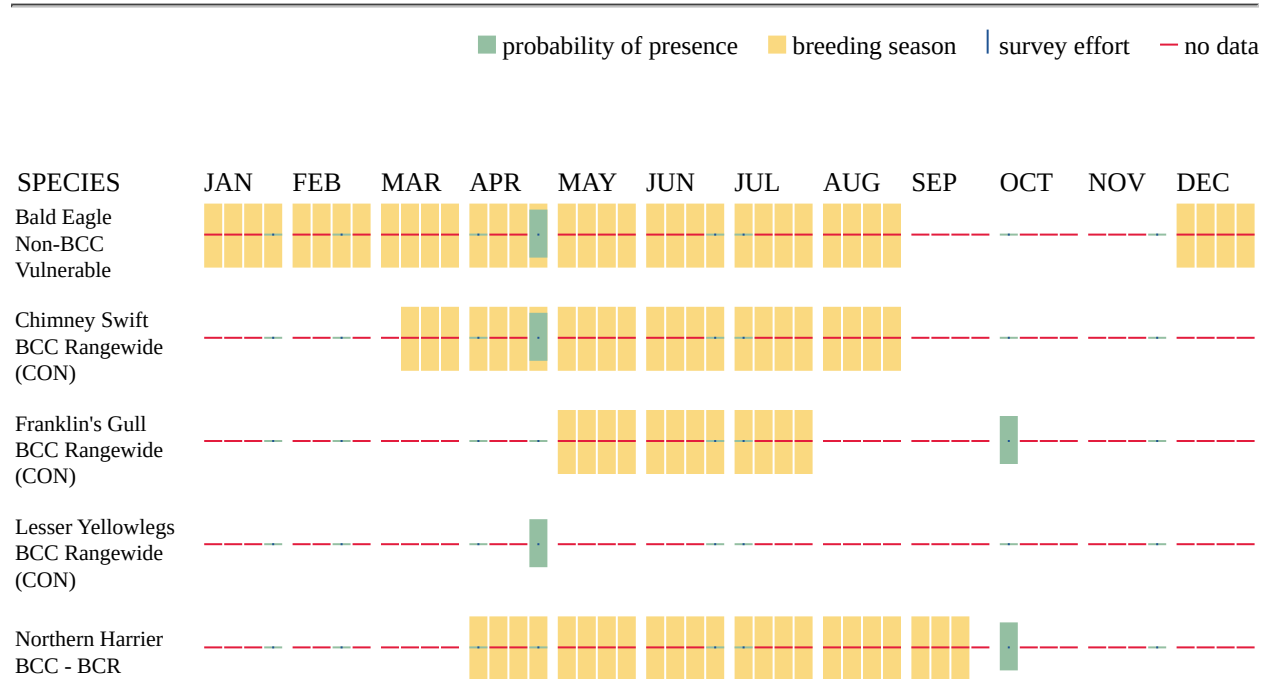 probability of presence breeding season survey effort no data
SPECIES JAN FEB MAR APR MAY JUN JUL AUG SEP OCT NOV DEC
Bald Eagle
Non-BCC
Vulnerable
Chimney Swift
BCC Rangewide
(CON)
Franklin's Gull
BCC Rangewide
(CON)
Lesser Yellowlegs
BCC Rangewide
(CON)
Northern Harrier
BCC - BCR